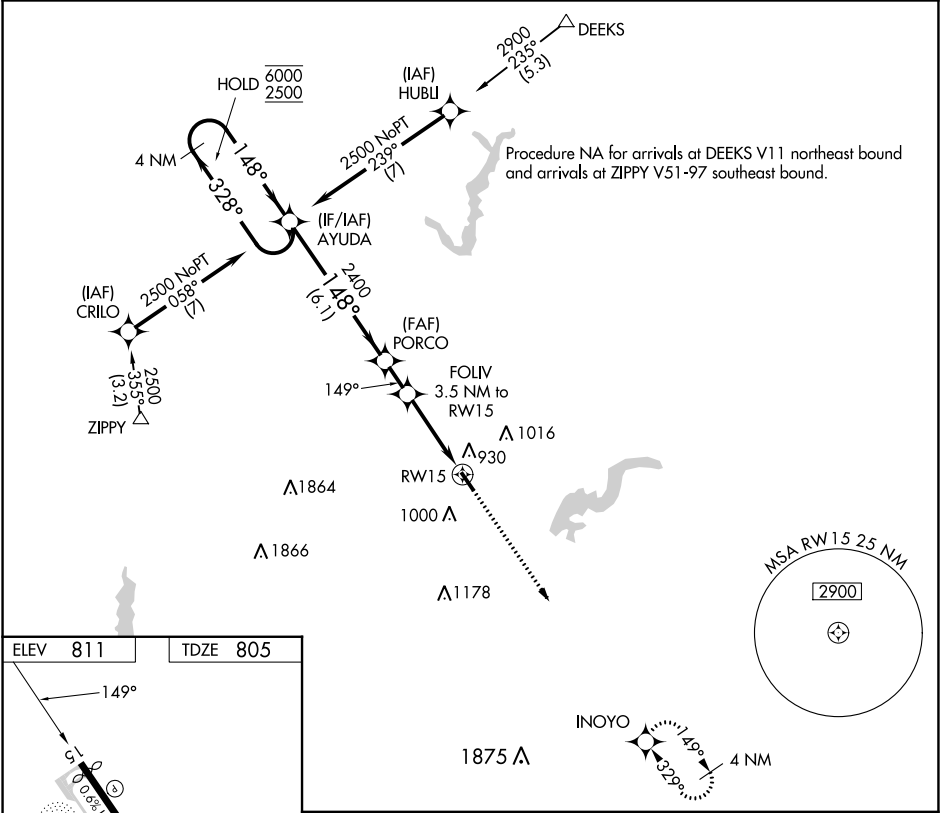 DEEKS
2900
235°
(5.3)
(IAF)
HUBLI
HOLD 6000
2500
4 NM
148°
328°
2500 NoPT
239°
(7)
Procedure NA for arrivals at DEEKS V11 northeast bound
and arrivals at ZIPPY V51-97 southeast bound.
(IF/IAF)
AYUDA
2500 NoPT
058°
(7)
(IAF)
CRILO
2400
148°
(6.1)
(FAF)
PORCO
2500
355°
(3.2)
ZIPPY
149°
FOLIV
3.5 NM to
RW15
1016
930
RW15
1864
1000
1866
1178
MSA RW15 25 NM
2900
ELEV 811
TDZE 805
149°
15
0.6%
P
INOYO
149°
329°
4 NM
1875